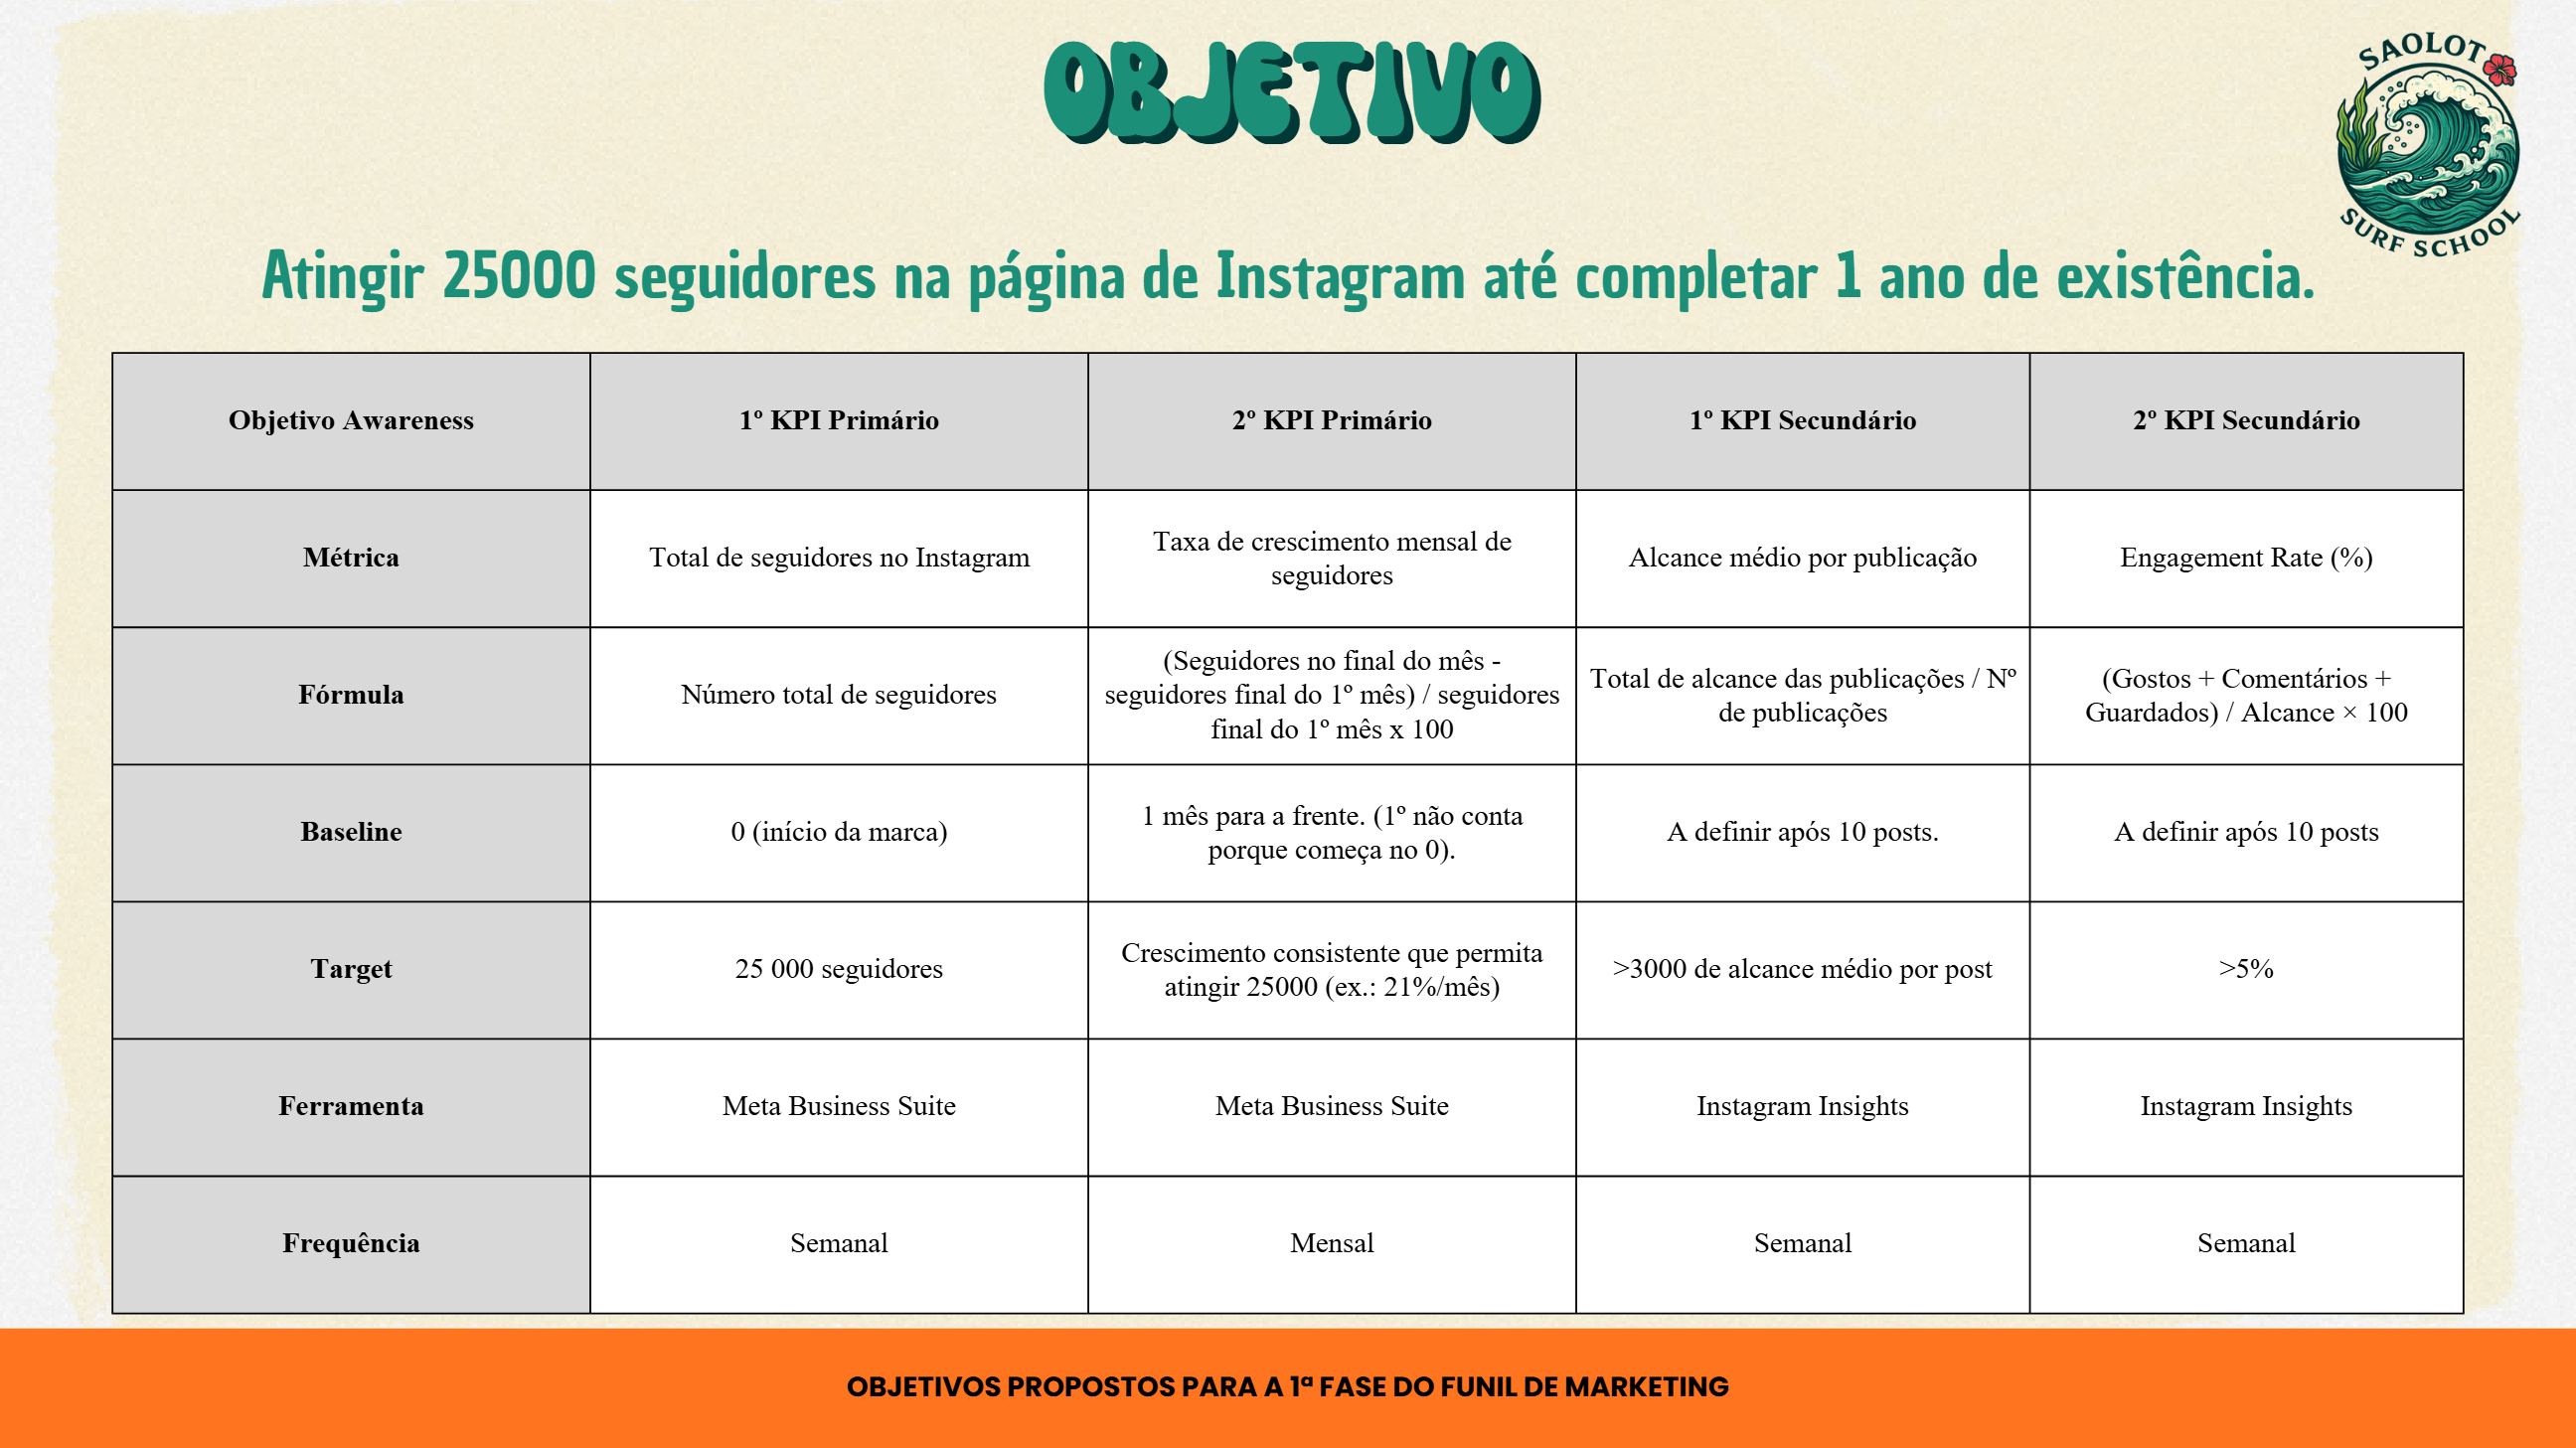 OBJETIVO
SAOLOT
SURF SCHOOL
Atingir 25000 seguidores na página de Instagram até completar 1 ano de existência.
Objetivo Awareness
1º KPI Primário
2º KPI Primário
1º KPI Secundário
2º KPI Secundário
Métrica
Total de seguidores no Instagram
Taxa de crescimento mensal de
seguidores
Alcance médio por publicação
Engagement Rate (%)
Fórmula
Número total de seguidores
(Seguidores no final do mês -
seguidores final do 1º mês) / seguidores
final do 1º mês x 100
Total de alcance das publicações / Nº
de publicações
(Gostos + Comentários +
Guardados) / Alcance × 100
Baseline
0 (início da marca)
1 mês para a frente. (1º não conta
porque começa no 0).
A definir após 10 posts.
A definir após 10 posts
Target
25 000 seguidores
Crescimento consistente que permita
atingir 25000 (ex.: 21%/mês)
>3000 de alcance médio por post
>5%
Ferramenta
Meta Business Suite
Meta Business Suite
Instagram Insights
Instagram Insights
Frequência
Semanal
Mensal
Semanal
Semanal
OBJETIVOS PROPOSTOS PARA A 1ª FASE DO FUNIL DE MARKETING